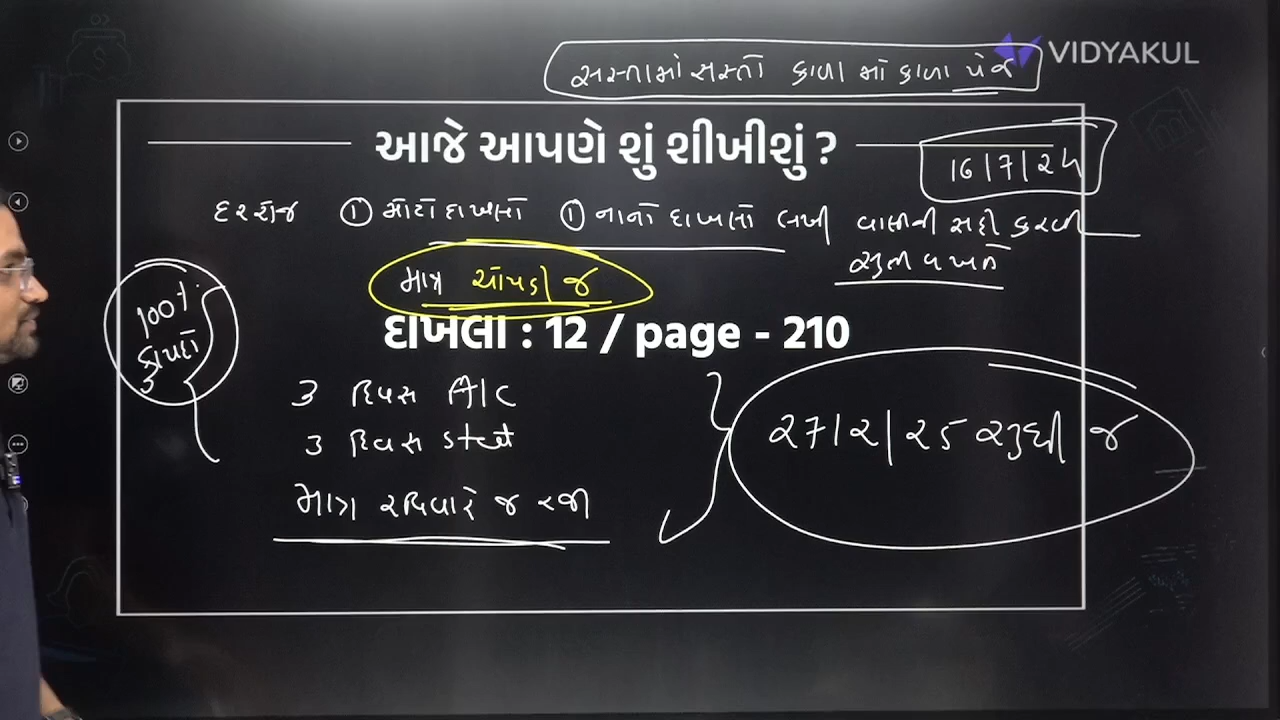 VIDYAKUL
સસ્તામાં સસ્તી કાળામાં કાળા પેન
આજે આપણે શું શીખીશું ?
16/7/24
દરરોજ ① મોટો દાખલો ① નાનો દાખલો લખી વાલીની સહી કરવી
સુતી વખતે
માત્ર ચોપડી જ
100%
ફાયદો
દાખલા : 12 / page - 210
3 દિવસ A/C
3 દિવસ stat
27/2/25 સુધી જ
માત્ર રવિવારે જ રજા